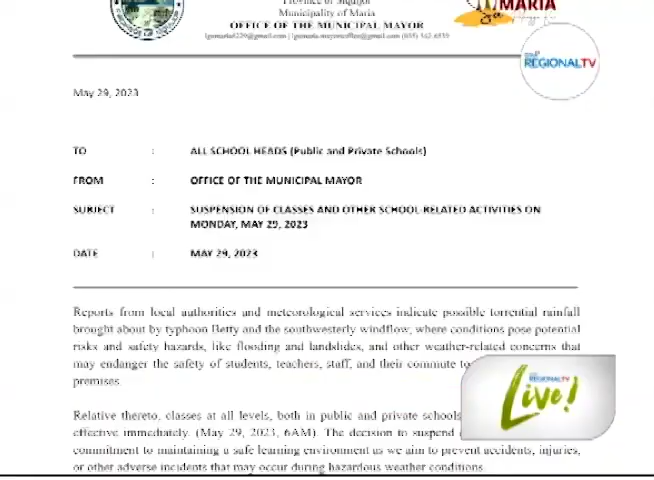 Municipality of Maria
MARIA
OFFICE OF THE MUNICIPAL MAYOR
REGIONALTV
May 29, 2023
TO : ALL SCHOOL HEADS (Public and Private Schools)
FROM : OFFICE OF THE MUNICIPAL MAYOR
SUBJECT : SUSPENSION OF CLASSES AND OTHER SCHOOL-RELATED ACTIVITIES ON
MONDAY, MAY 29, 2023
DATE : MAY 29, 2023
Reports from local authorities and meteorological services indicate possible torrential rainfall
brought about by typhoon Betty and the southwesterly windflow, where conditions pose potential
risks and safety hazards, like flooding and landslides, and other weather-related concerns that
may endanger the safety of students, teachers, staff, and their commute to
premises.
REGIONALTV
Live!
Relative thereto, classes at all levels, both in public and private schools
effective immediately. (May 29, 2023, 6AM). The decision to suspend
commitment to maintaining a safe learning environment as we aim to prevent accidents, injuries,
or other adverse incidents that may occur during hazardous weather conditions.